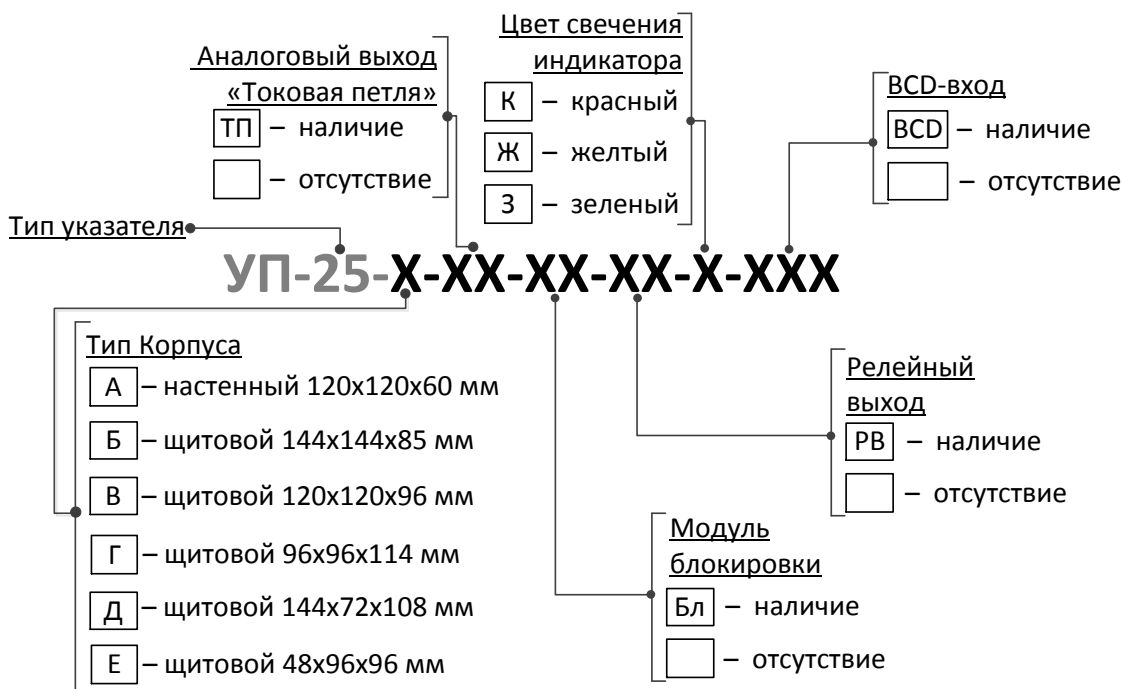 Аналоговый выход
«Токовая петля»
ТП – наличие
– отсутствие
Цвет свечения
индикатора
К – красный
Ж – желтый
З – зеленый
BCD-вход
BCD – наличие
– отсутствие
Тип указателя
УП-25-Х-ХХ-ХХ-ХХ-Х-ХХХ
Тип Корпуса
А – настенный 120х120х60 мм
Б – щитовой 144х144х85 мм
В – щитовой 120х120х96 мм
Г – щитовой 96х96х114 мм
Д – щитовой 144х72х108 мм
Е – щитовой 48х96х96 мм
Модуль
блокировки
Бл – наличие
– отсутствие
Релейный
выход
РВ – наличие
– отсутствие